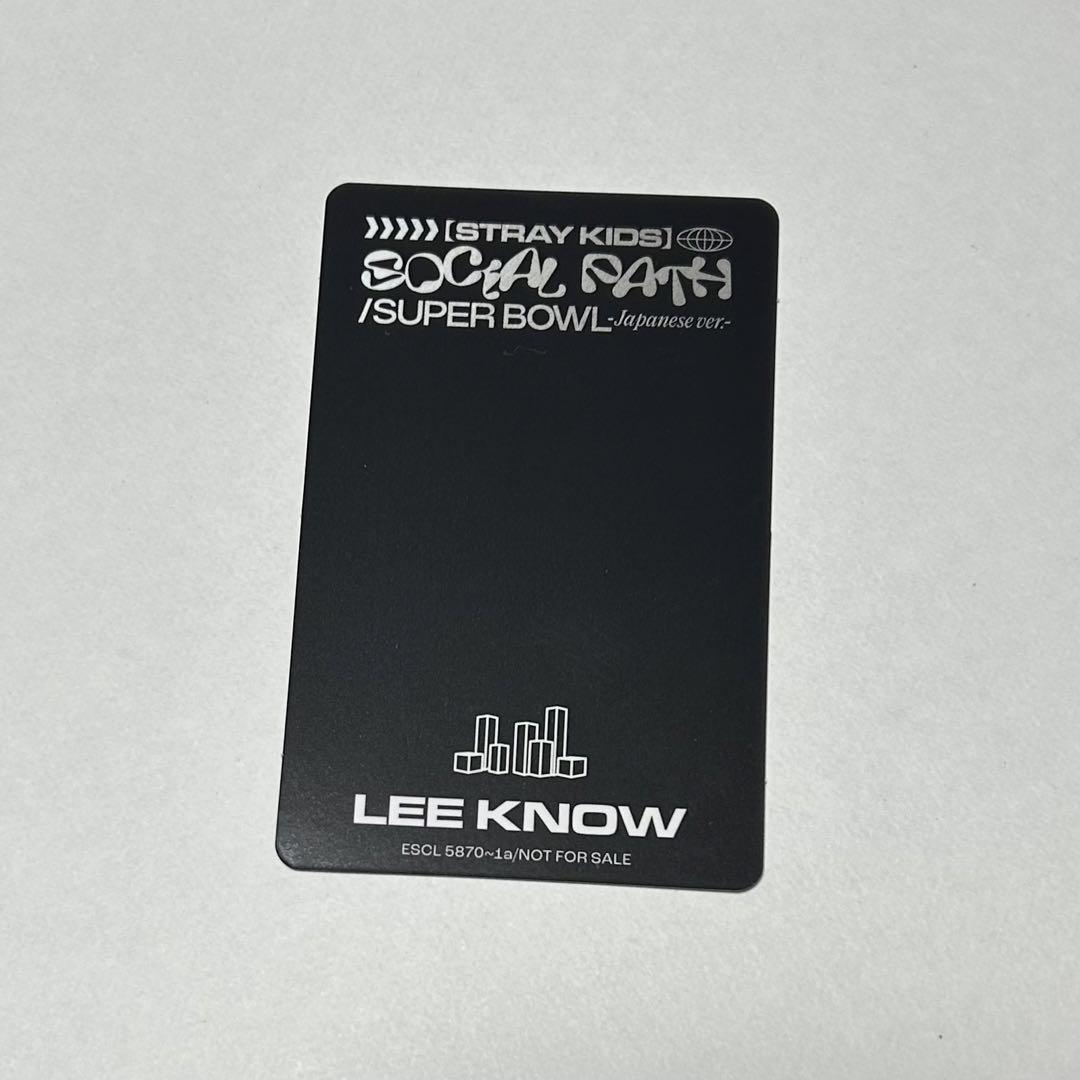 [STRAY KIDS]
SOCIAL PATH
/SUPER BOWL -Japanese ver.-
LEE KNOW
ESCL 5870~1a/NOT FOR SALE